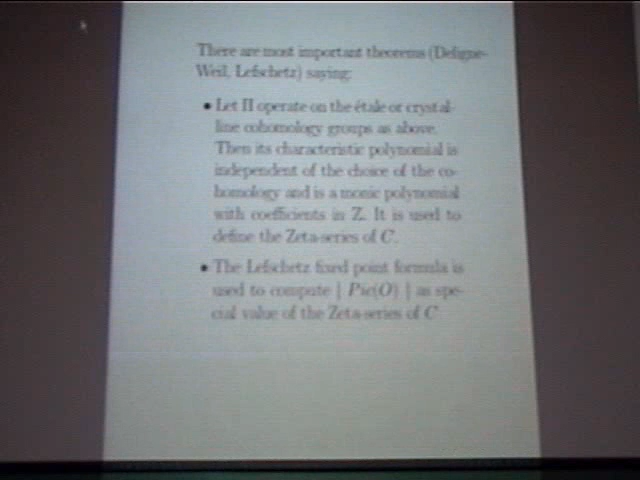 There are most important theorems (Deligne-
Weil, Lefschetz) saying:
• Let Π operate on the étale or crystal-
line cohomology groups as above.
Then its characteristic polynomial is
independent of the choice of the co-
homology and is a monic polynomial
with coefficients in Z. It is used to
define the Zeta-series of C.
• The Lefschetz fixed point formula is
used to compute | Pic(O) | as spe-
cial value of the Zeta-series of C